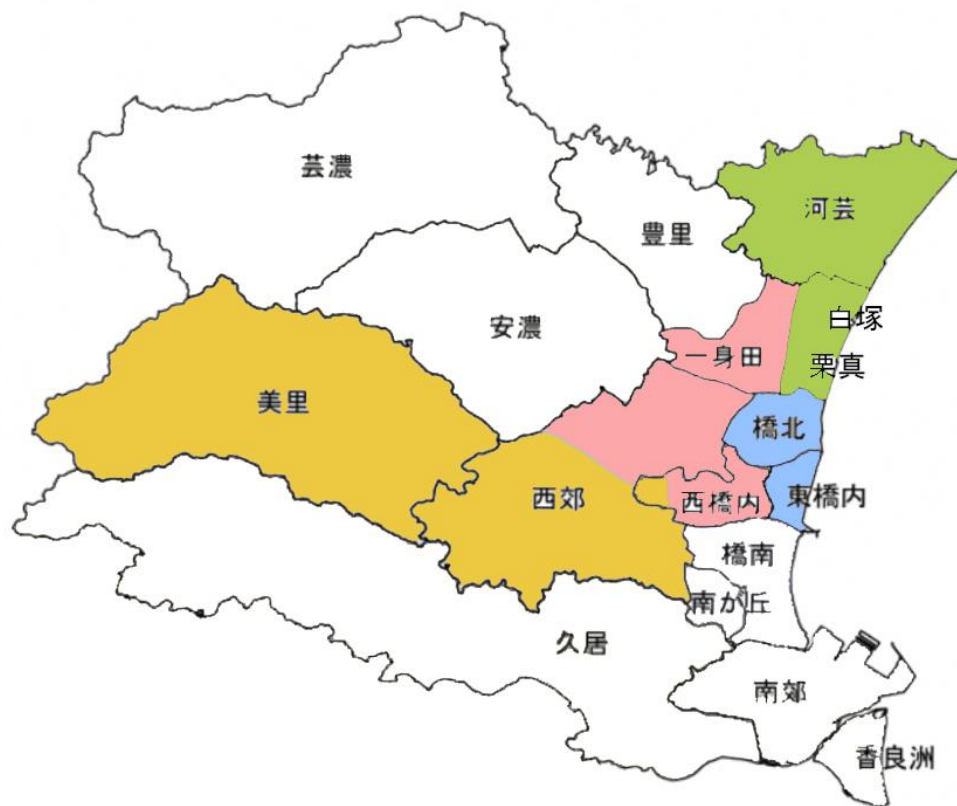 芸濃
河芸
豊里
白塚
安濃
一身田
栗真
美里
橋北
西郊
西橋内
東橋内
橋南
南が丘
久居
南郊
香良洲